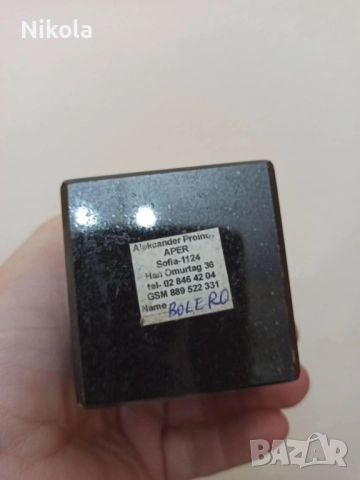 Nikola
Aleksander Proinov
APER
Sofia-1124
Han Omurtag 36
tel- 02 846 42 04
GSM 889 522 331
Name BOLERO
BAZAR